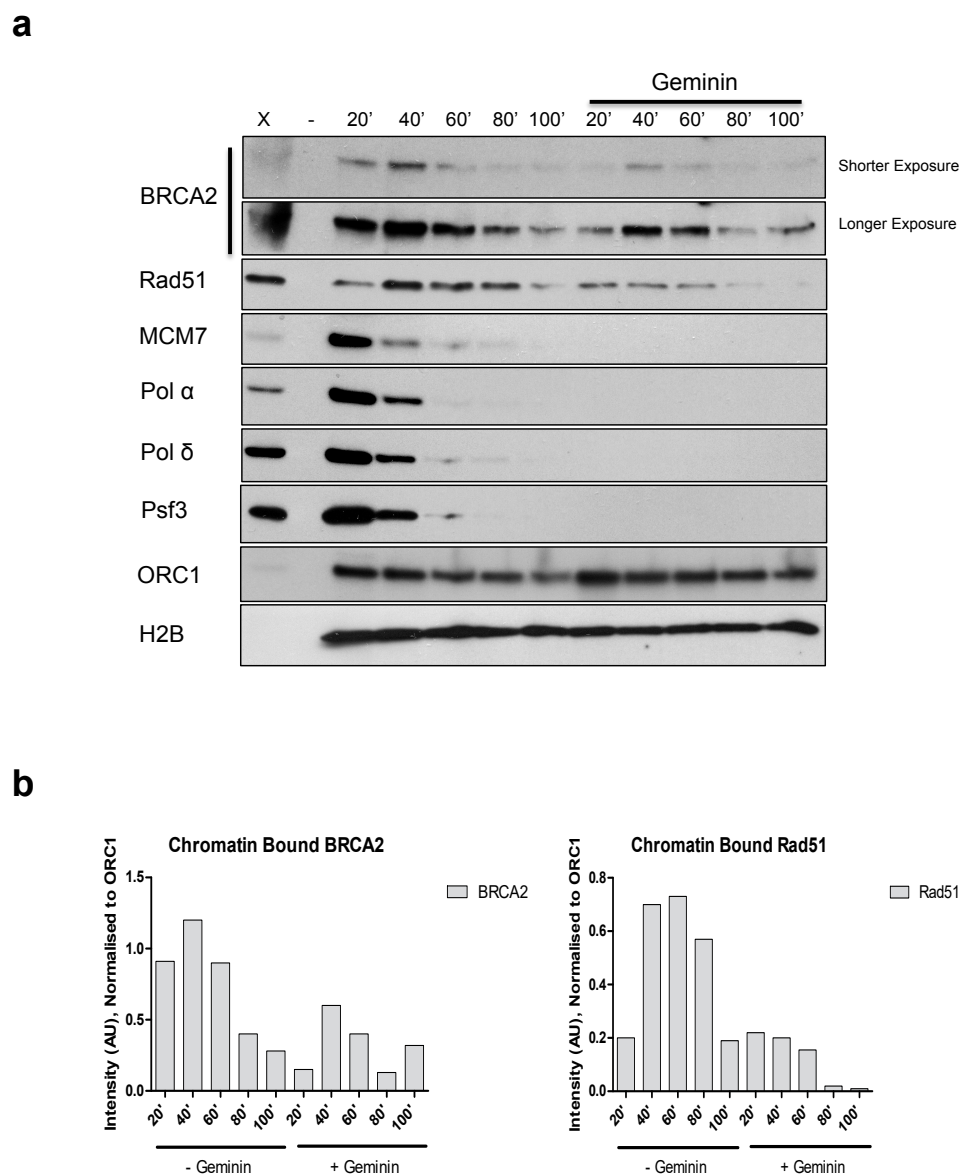 a
Geminin
X - 20' 40' 60' 80' 100' 20' 40' 60' 80' 100'
BRCA2
Shorter Exposure
Longer Exposure
Rad51
MCM7
Pol α
Pol δ
Psf3
ORC1
H2B
b
Chromatin Bound BRCA2
Intensity (AU), Normalised to ORC1
1.5
1.0
0.5
0.0
20' 40' 60' 80' 100' 20' 40' 60' 80' 100'
- Geminin + Geminin
BRCA2
Chromatin Bound Rad51
Intensity (AU), Normalised to ORC1
0.8
0.6
0.4
0.2
0.0
20' 40' 60' 80' 100' 20' 40' 60' 80' 100'
- Geminin + Geminin
Rad51